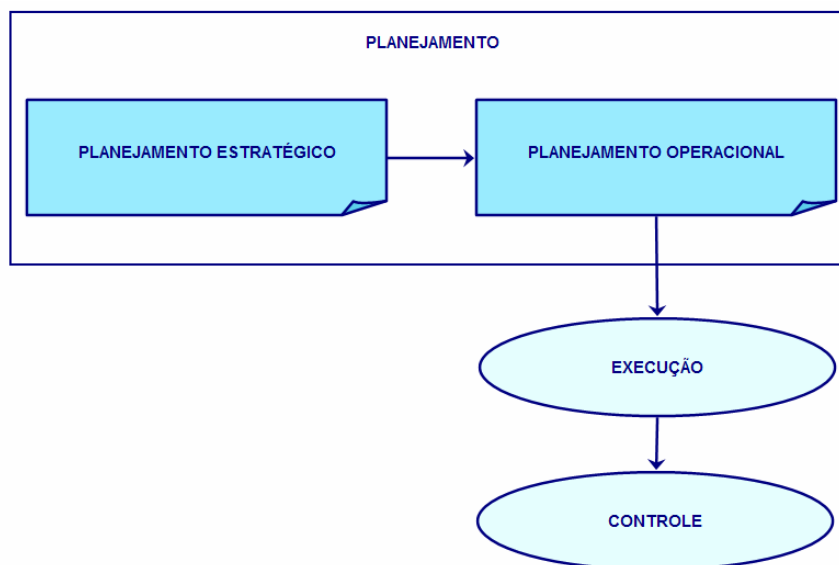 PLANEJAMENTO
PLANEJAMENTO ESTRATÉGICO
PLANEJAMENTO OPERACIONAL
EXECUÇÃO
CONTROLE